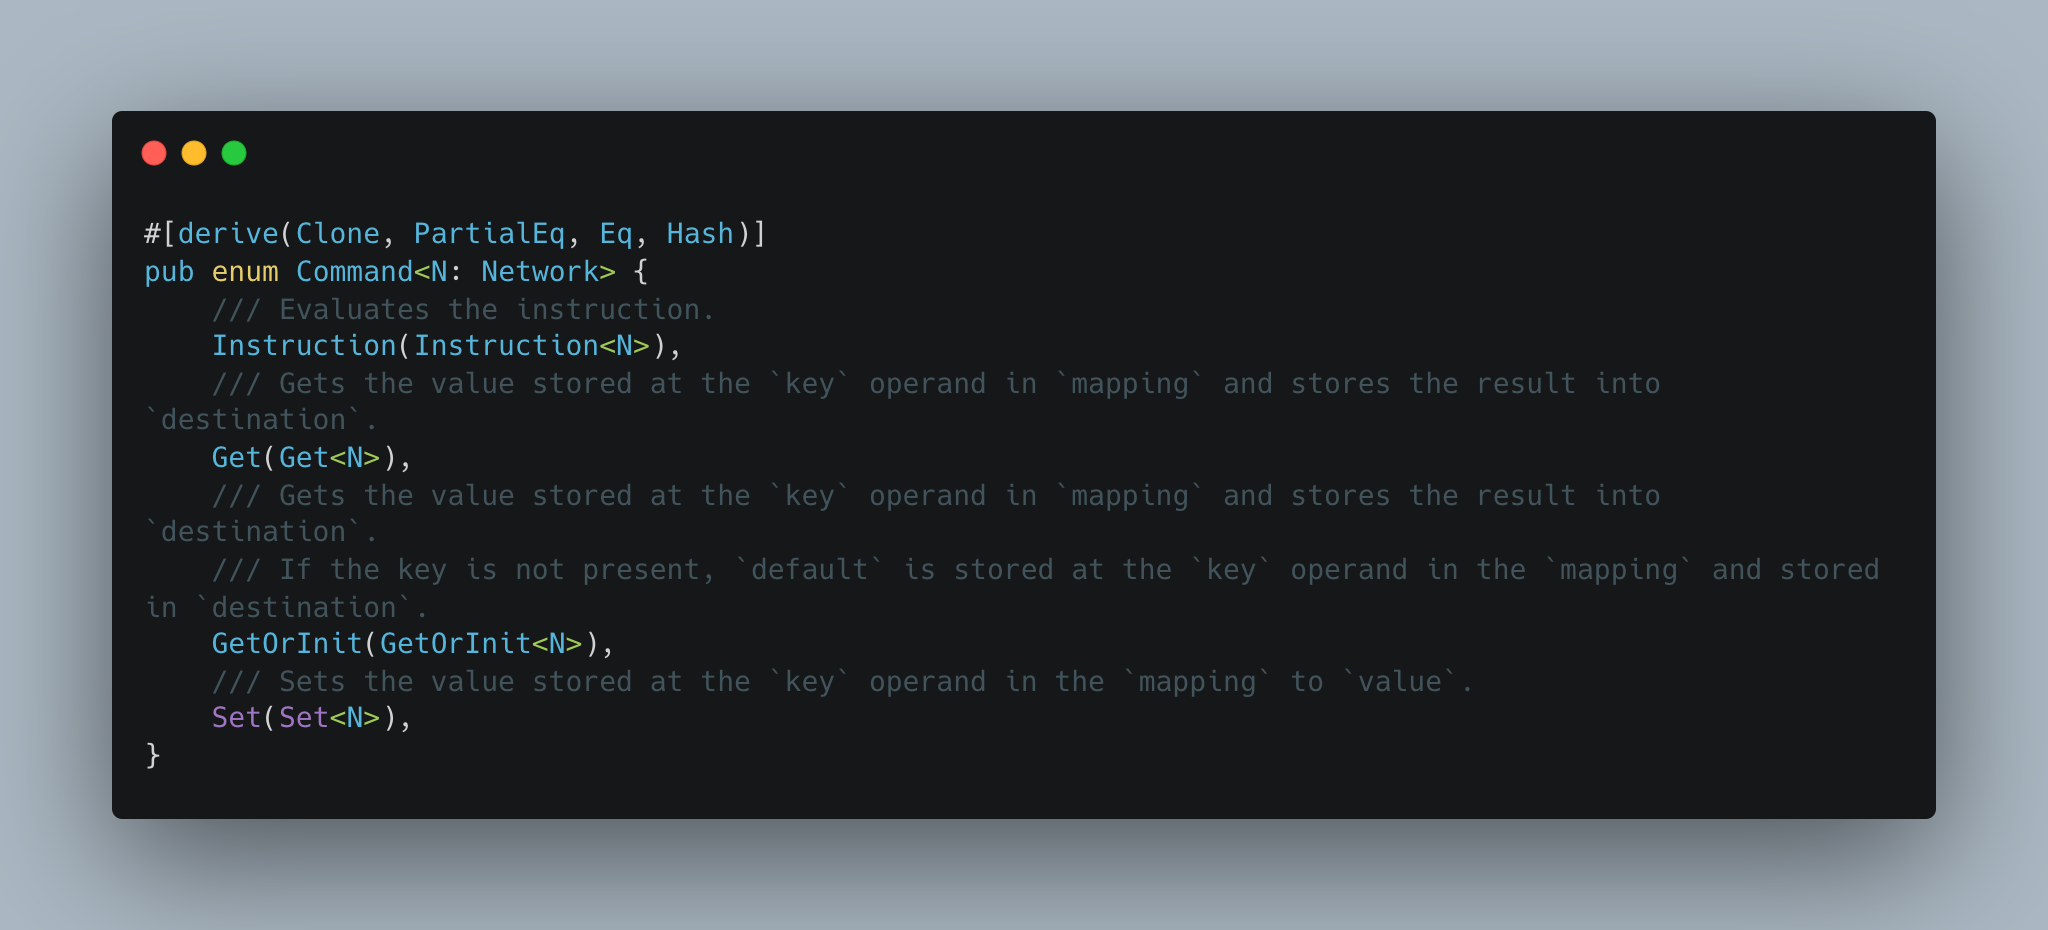 #[derive(Clone, PartialEq, Eq, Hash)]
pub enum Command<N: Network> {
    /// Evaluates the instruction.
    Instruction(Instruction<N>),
    /// Gets the value stored at the `key` operand in `mapping` and stores the result into
`destination`.
    Get(Get<N>),
    /// Gets the value stored at the `key` operand in `mapping` and stores the result into
`destination`.
    /// If the key is not present, `default` is stored at the `key` operand in the `mapping` and stored
in `destination`.
    GetOrInit(GetOrInit<N>),
    /// Sets the value stored at the `key` operand in the `mapping` to `value`.
    Set(Set<N>),
}